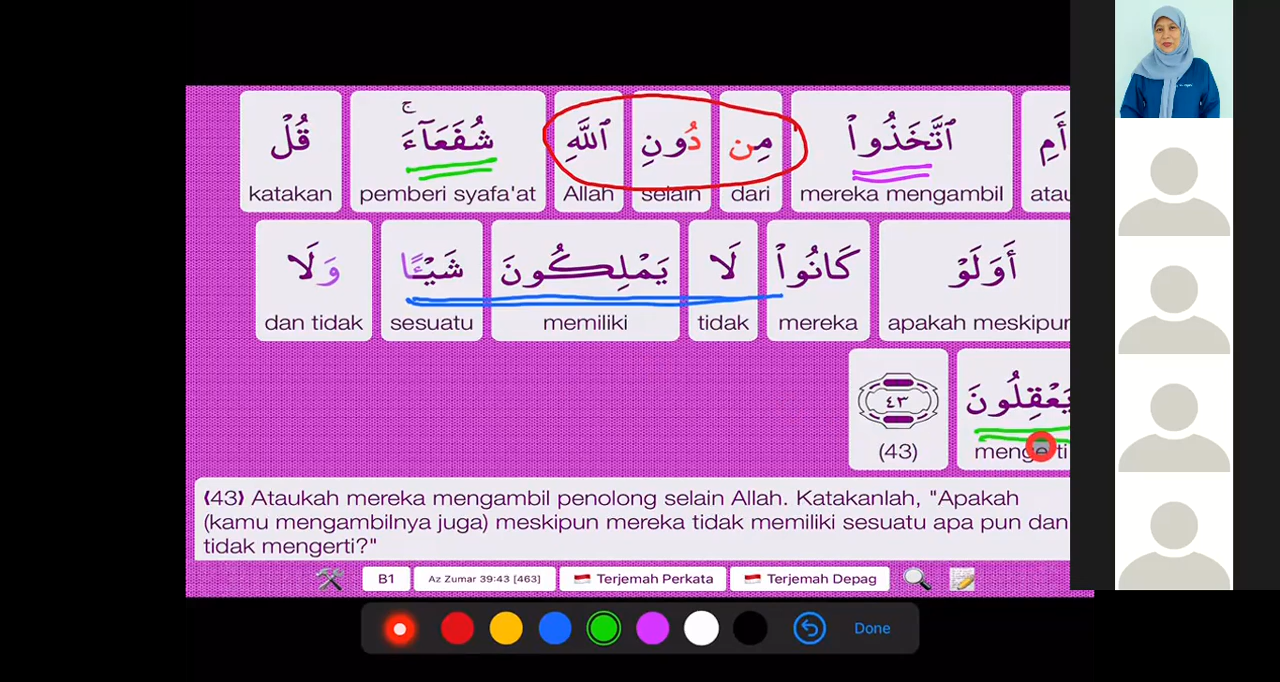 أَمِ ٱتَّخَذُوا۟ مِن دُونِ ٱللَّهِ شُفَعَآءَ ۚ قُلْ
atau mereka mengambil dari selain Allah pemberi syafa'at katakan
أَوَلَوْ كَانُوا۟ لَا يَمْلِكُونَ شَيْـًٔا وَلَا
apakah meskipun mereka tidak memiliki sesuatu dan tidak
يَعْقِلُونَ ٤٣
mengerti (43)
(43) Ataukah mereka mengambil penolong selain Allah. Katakanlah, "Apakah
(kamu mengambilnya juga) meskipun mereka tidak memiliki sesuatu apa pun dan
tidak mengerti?"
B1 Az Zumar 39:43 [463] Terjemah Perkata Terjemah Depag
Done